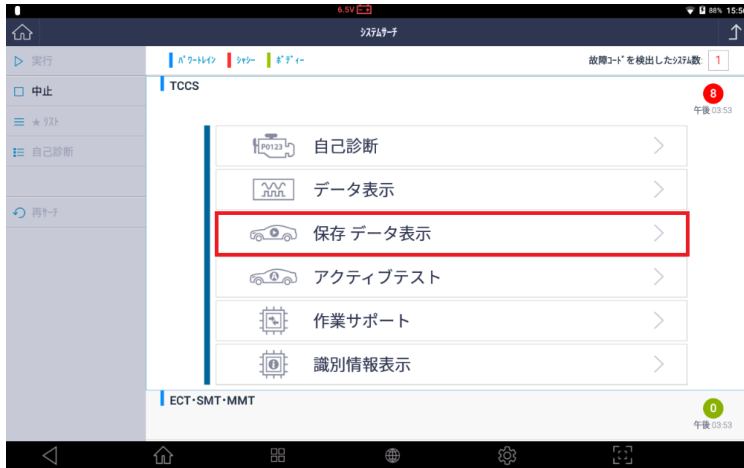 6.5V
88% 15:5
ｼｽﾃﾑｻｰﾁ
実行
ﾊﾟﾜｰﾄﾚｲﾝ ｼｬｼｰ ﾎﾞﾃﾞｨｰ
故障ｺｰﾄﾞを検出したｼｽﾃﾑ数: 1
中止
TCCS
8
午後 03:53
★ ﾘｽﾄ
P0123
自己診断
自己診断
データ表示
再ｻｰﾁ
保存 データ表示
アクティブテスト
作業サポート
識別情報表示
ECT･SMT･MMT
0
午後 03:53